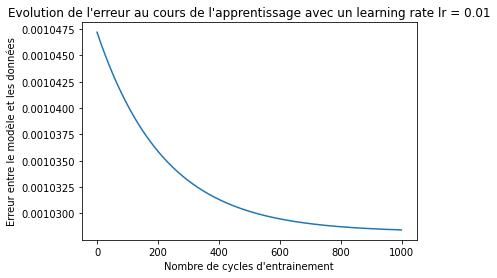 Evolution de l'erreur au cours de l'apprentissage avec un learning rate lr = 0.01
Erreur entre le modèle et les données
0.0010475
0.0010450
0.0010425
0.0010400
0.0010375
0.0010350
0.0010325
0.0010300
0 200 400 600 800 1000
Nombre de cycles d'entrainement